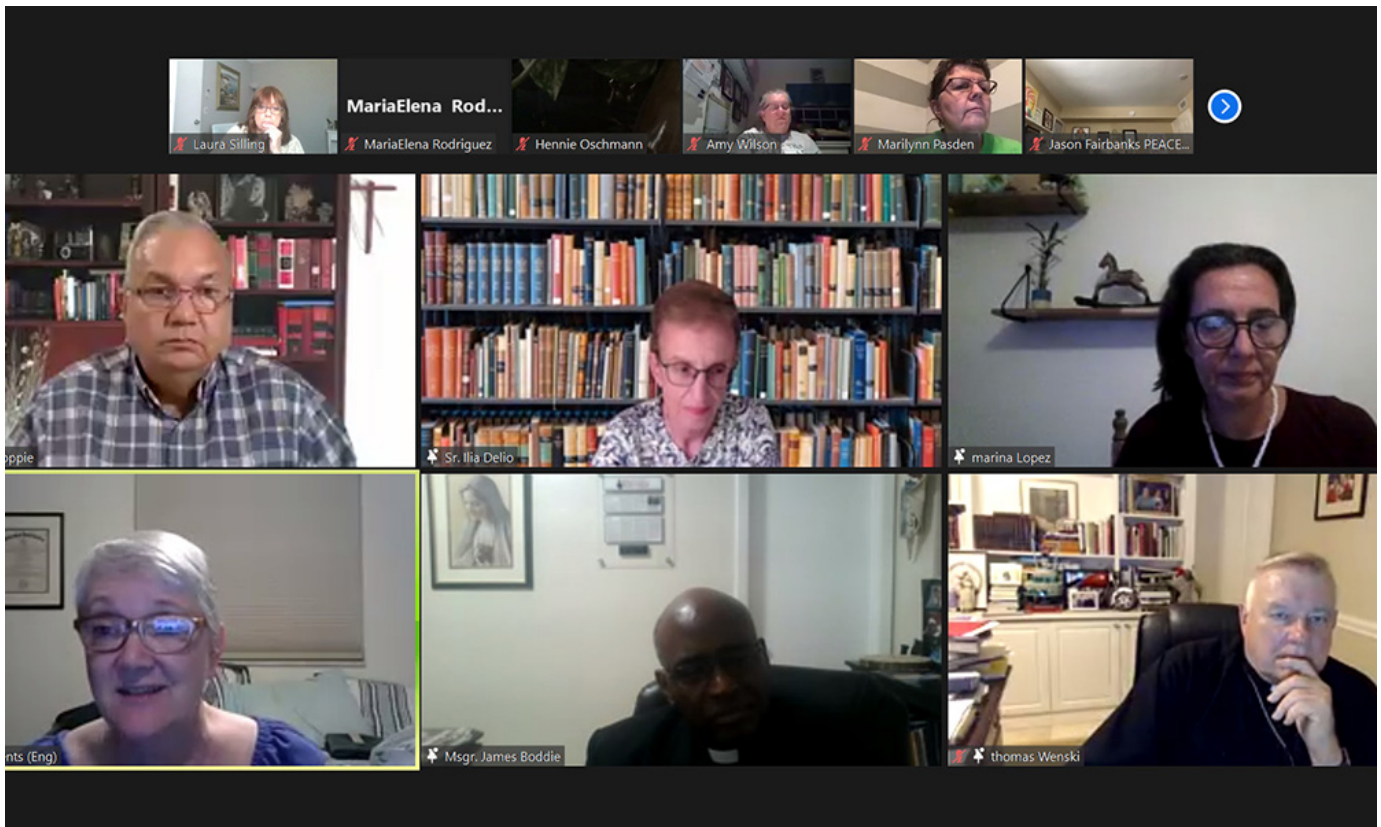 MariaElena Rod...
Laura Silling
MariaElena Rodriguez
Hennie Oschmann
Amy Wilson
Marilynn Pasden
Jason Fairbanks PEACE...
oppie
Sr. Ilia Delio
marina Lopez
nts (Eng)
Msgr. James Boddie
thomas Wenski